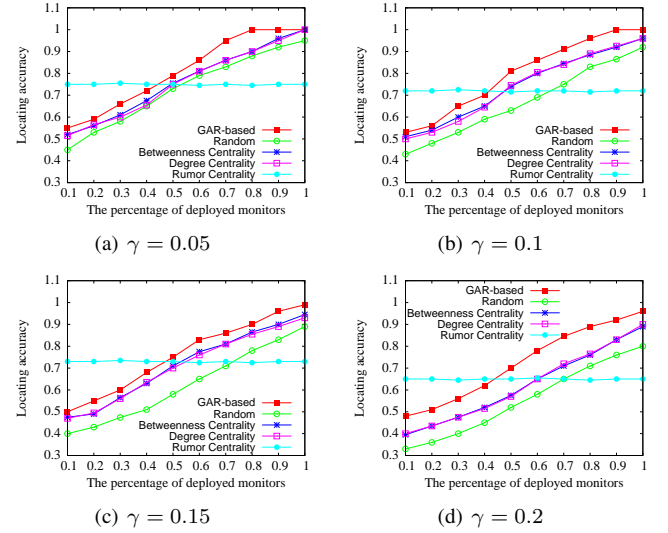 1.1
1
0.9
0.8
0.7
0.6
0.5
0.4
0.3
Locating accuracy
GAR-based
Random
Betweenness Centrality
Degree Centrality
Rumor Centrality
0.1 0.2 0.3 0.4 0.5 0.6 0.7 0.8 0.9 1
The percentage of deployed monitors
(a) γ = 0.05
1.1
1
0.9
0.8
0.7
0.6
0.5
0.4
0.3
Locating accuracy
GAR-based
Random
Betweenness Centrality
Degree Centrality
Rumor Centrality
0.1 0.2 0.3 0.4 0.5 0.6 0.7 0.8 0.9 1
The percentage of deployed monitors
(b) γ = 0.1
1.1
1
0.9
0.8
0.7
0.6
0.5
0.4
0.3
Locating accuracy
GAR-based
Random
Betweenness Centrality
Degree Centrality
Rumor Centrality
0.1 0.2 0.3 0.4 0.5 0.6 0.7 0.8 0.9 1
The percentage of deployed monitors
(c) γ = 0.15
1.1
1
0.9
0.8
0.7
0.6
0.5
0.4
0.3
Locating accuracy
GAR-based
Random
Betweenness Centrality
Degree Centrality
Rumor Centrality
0.1 0.2 0.3 0.4 0.5 0.6 0.7 0.8 0.9 1
The percentage of deployed monitors
(d) γ = 0.2